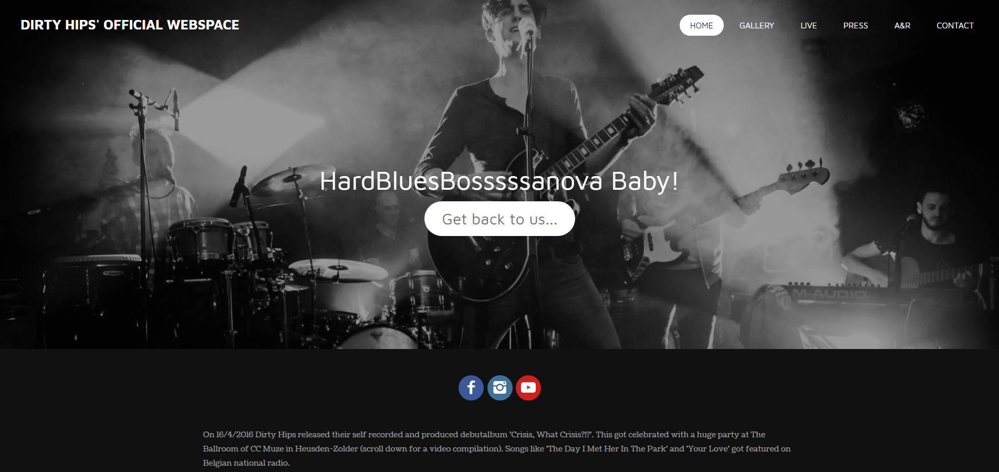 DIRTY HIPS' OFFICIAL WEBSPACE
HOME GALLERY LIVE PRESS A&R CONTACT
HardBluesBosssssanova Baby!
Get back to us...
M-AUDIO
On 16/4/2016 Dirty Hips released their self recorded and produced debutalbum 'Crisis, What Crisis?!?'. This got celebrated with a huge party at The
Ballroom of CC Muze in Heusden-Zolder (scroll down for a video compilation). Songs like 'The Day I Met Her In The Park' and 'Your Love' got featured on
Belgian national radio.